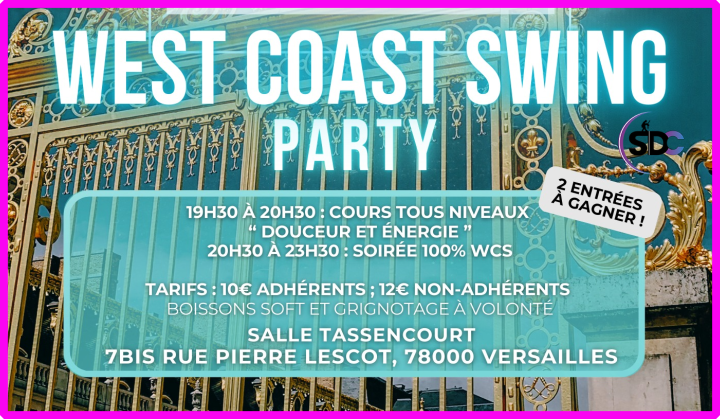 WEST COAST SWING
PARTY
SDC
2 ENTRÉES
À GAGNER !
19H30 À 20H30 : COURS TOUS NIVEAUX
“ DOUCEUR ET ÉNERGIE ”
20H30 À 23H30 : SOIRÉE 100% WCS
TARIFS : 10€ ADHÉRENTS ; 12€ NON-ADHÉRENTS
BOISSONS SOFT ET GRIGNOTAGE À VOLONTÉ
SALLE TASSENCOURT
7BIS RUE PIERRE LESCOT, 78000 VERSAILLES